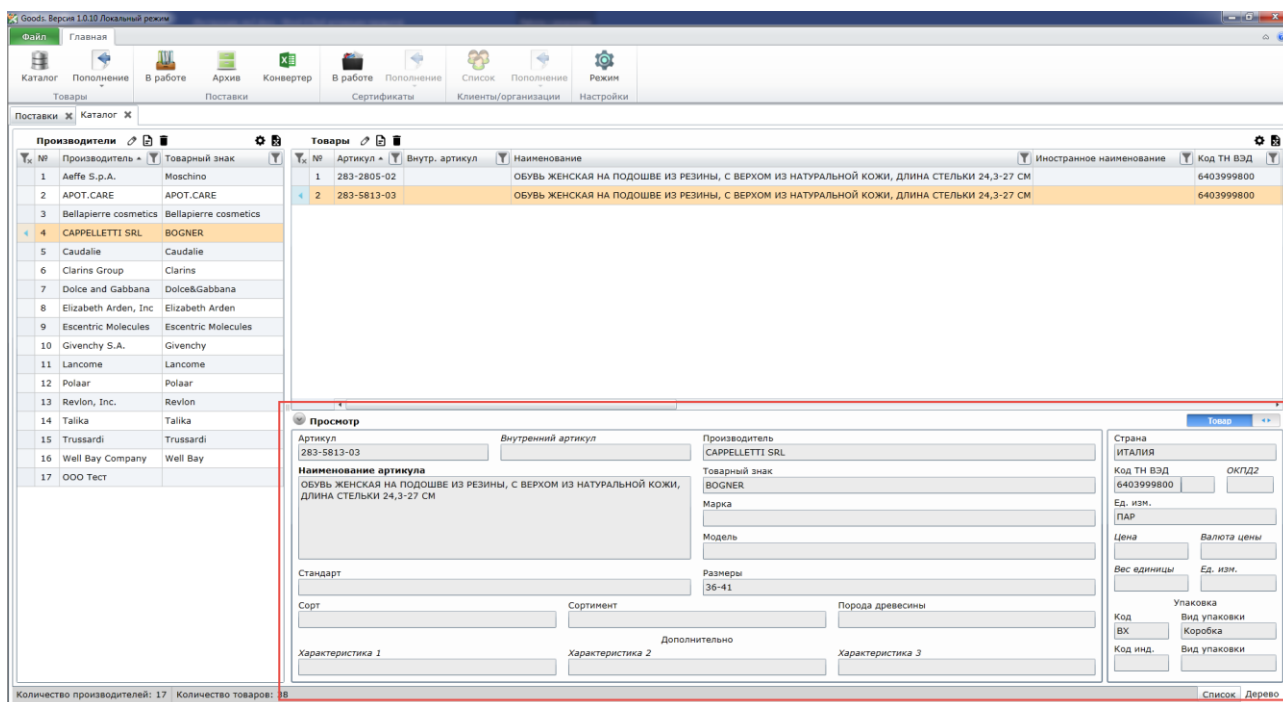 Goods. Версия 1.0.10 Локальный режим
Файл Главная
Каталог Пополнение В работе Архив Конвертер В работе Пополнение Список Пополнение Режим
Товары Поставки Сертификаты Клиенты/организации Настройки
Поставки Каталог
Производители Товары
№ Производитель Товарный знак № Артикул Внутр. артикул Наименование Иностранное наименование Код ТН ВЭД
1 Aeffe S.p.A. Moschino 1 283-2805-02 ОБУВЬ ЖЕНСКАЯ НА ПОДОШВЕ ИЗ РЕЗИНЫ, С ВЕРХОМ ИЗ НАТУРАЛЬНОЙ КОЖИ, ДЛИНА СТЕЛЬКИ 24,3-27 СМ 6403999800
2 APOT.CARE APOT.CARE 2 283-5813-03 ОБУВЬ ЖЕНСКАЯ НА ПОДОШВЕ ИЗ РЕЗИНЫ, С ВЕРХОМ ИЗ НАТУРАЛЬНОЙ КОЖИ, ДЛИНА СТЕЛЬКИ 24,3-27 СМ 6403999800
3 Bellapierre cosmetics Bellapierre cosmetics
4 CAPPELLETTI SRL BOGNER
5 Caudalie Caudalie
6 Clarins Group Clarins
7 Dolce and Gabbana Dolce&Gabbana
8 Elizabeth Arden, Inc Elizabeth Arden
9 Escentric Molecules Escentric Molecules
10 Givenchy S.A. Givenchy
11 Lancome Lancome
12 Polaar Polaar
13 Revlon, Inc. Revlon
14 Talika Talika
15 Trussardi Trussardi
16 Well Bay Company Well Bay
17 ООО Тест
Просмотр Товар
Артикул Внутренний артикул Производитель Страна
283-5813-03 CAPPELLETTI SRL ИТАЛИЯ
Наименование артикула Товарный знак Код ТН ВЭД ОКПД2
ОБУВЬ ЖЕНСКАЯ НА ПОДОШВЕ ИЗ РЕЗИНЫ, С ВЕРХОМ ИЗ НАТУРАЛЬНОЙ КОЖИ, BOGNER 6403999800
ДЛИНА СТЕЛЬКИ 24,3-27 СМ
Марка Ед. изм.
ПАР
Модель Цена Валюта цены
Стандарт Размеры Вес единицы Ед. изм.
36-41
Сорт Сортимент Порода древесины Упаковка
Код Вид упаковки
BX Коробка
Дополнительно
Характеристика 1 Характеристика 2 Характеристика 3 Код инд. Вид упаковки
Количество производителей: 17 Количество товаров: 38 Список Дерево